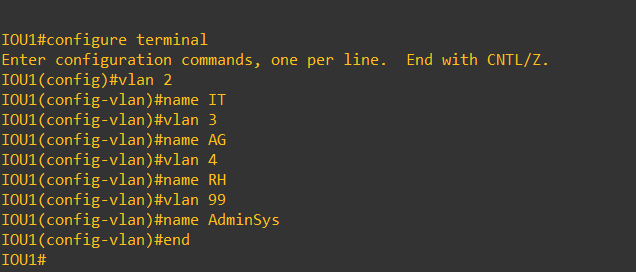 IOU1#configure terminal
Enter configuration commands, one per line.  End with CNTL/Z.
IOU1(config)#vlan 2
IOU1(config-vlan)#name IT
IOU1(config-vlan)#vlan 3
IOU1(config-vlan)#name AG
IOU1(config-vlan)#vlan 4
IOU1(config-vlan)#name RH
IOU1(config-vlan)#vlan 99
IOU1(config-vlan)#name AdminSys
IOU1(config-vlan)#end
IOU1#